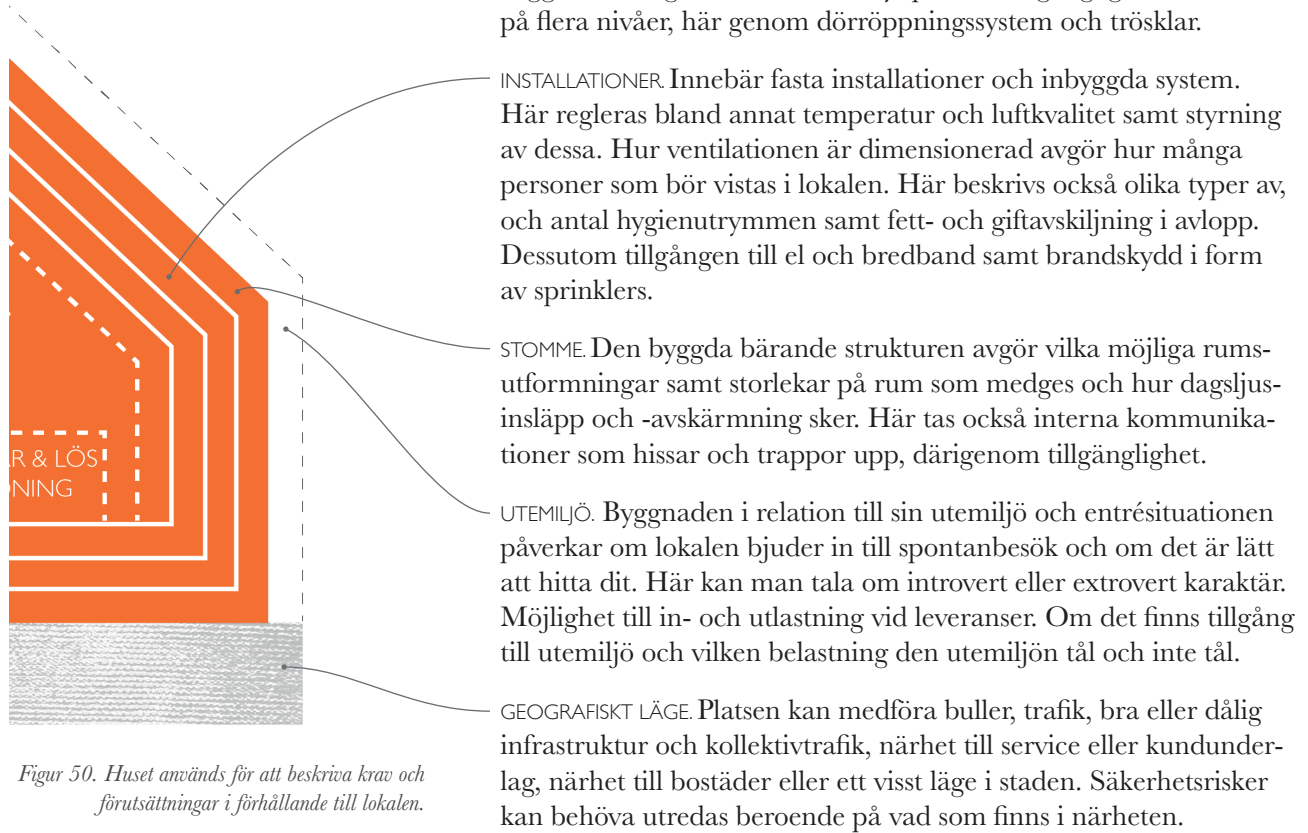 på flera nivåer, här genom dörröppningssystem och trösklar.
INSTALLATIONER. Innebär fasta installationer och inbyggda system.
Här regleras bland annat temperatur och luftkvalitet samt styrning
av dessa. Hur ventilationen är dimensionerad avgör hur många
personer som bör vistas i lokalen. Här beskrivs också olika typer av,
och antal hygienutrymmen samt fett- och giftavskiljning i avlopp.
Dessutom tillgången till el och bredband samt brandskydd i form
av sprinklers.
STOMME. Den byggda bärande strukturen avgör vilka möjliga rums-
utformningar samt storlekar på rum som medges och hur dagsljus-
insläpp och -avskärmning sker. Här tas också interna kommunika-
tioner som hissar och trappor upp, därigenom tillgänglighet.
UTEMILJÖ. Byggnaden i relation till sin utemiljö och entrésituationen
påverkar om lokalen bjuder in till spontanbesök och om det är lätt
att hitta dit. Här kan man tala om introvert eller extrovert karaktär.
Möjlighet till in- och utlastning vid leveranser. Om det finns tillgång
till utemiljö och vilken belastning den utemiljön tål och inte tål.
GEOGRAFISKT LÄGE. Platsen kan medföra buller, trafik, bra eller dålig
infrastruktur och kollektivtrafik, närhet till service eller kundunder-
lag, närhet till bostäder eller ett visst läge i staden. Säkerhetsrisker
kan behöva utredas beroende på vad som finns i närheten.
R & LÖS
NING
Figur 50. Huset används för att beskriva krav och
förutsättningar i förhållande till lokalen.